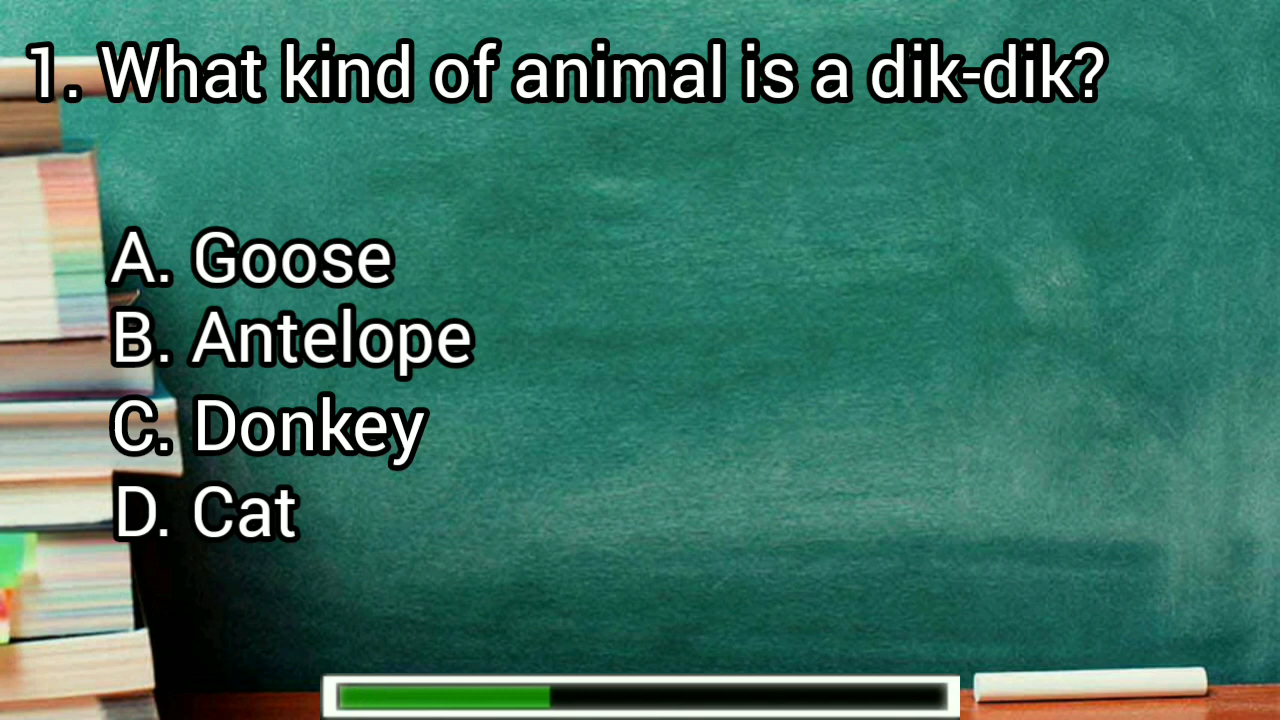 1. What kind of animal is a dik-dik?
A. Goose
B. Antelope
C. Donkey
D. Cat